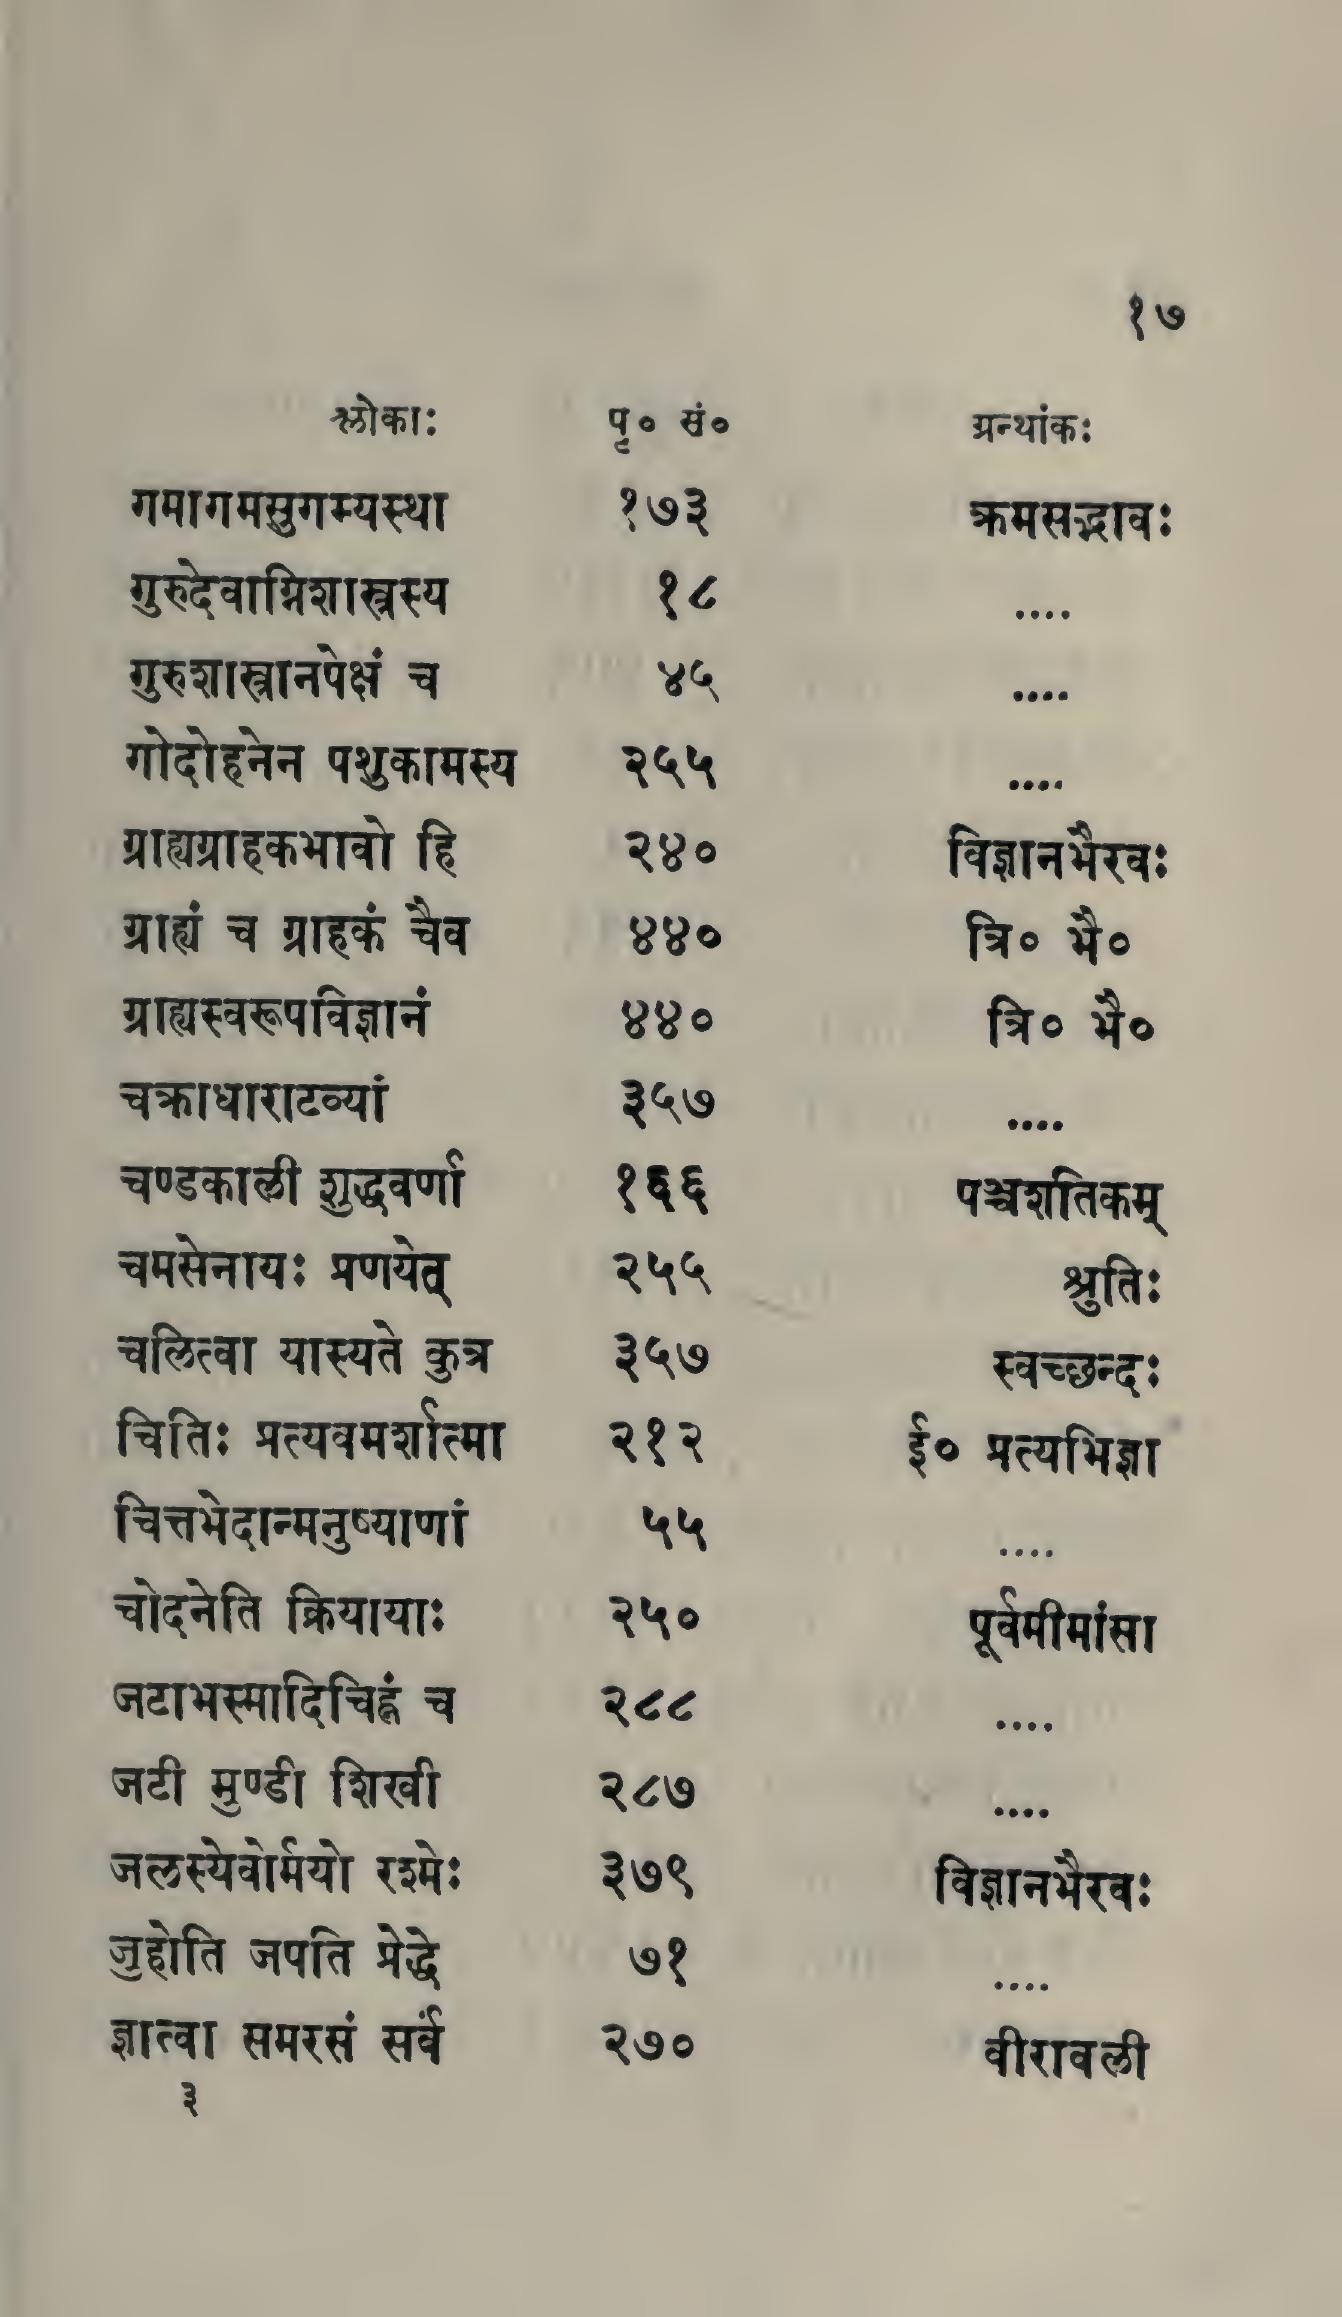 १७
श्लोकाः पृ० सं० ग्रन्थांकः
गमागमसुगम्यस्था १७३ क्रमसद्भावः
गुरुदेवाग्निशास्त्रस्य १८ ....
गुरुशास्त्रानपेक्षं च ४५ ....
गोदोहनेन पशुकामस्य २५५ ....
ग्राह्यग्राहकभावो हि २४० विज्ञानभैरवः
ग्राह्यं च ग्राहकं चैव ४४० त्रि० भै०
ग्राह्यस्वरूपविज्ञानं ४४० त्रि० भै०
चक्राधाराटव्यां ३५७ ....
चण्डकाली शुद्धवर्णा १६६ पञ्चशतिकम्
चमसेनायः प्रणयेत् २५५ श्रुतिः
चलित्वा यास्यते कुत्र ३५७ स्वच्छन्दः
चितिः प्रत्यवमर्शात्मा २१२ ई० प्रत्यभिज्ञा
चित्तभेदान्मनुष्याणां ५५ ....
चोदनेति क्रियायाः २५० पूर्वमीमांसा
जटाभस्मादिचिह्नं च २८८ ....
जटी मुण्डी शिखी २८७ ....
जलस्येवोर्मयो रश्मेः ३७९ विज्ञानभैरवः
जुहोति जपति प्रेद्धे ७१ ....
ज्ञात्वा समरसं सर्वं २७० वीरावली
३